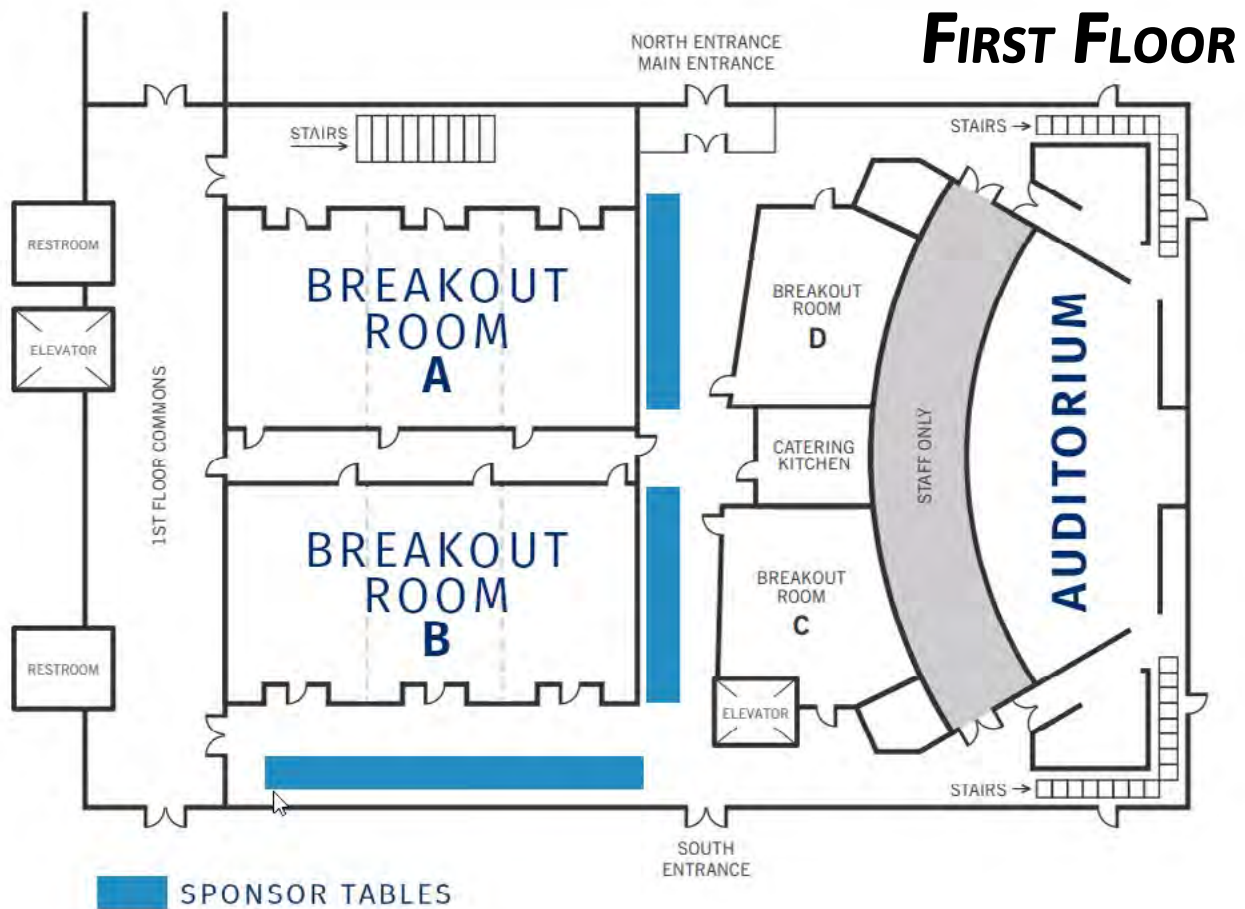 FIRST FLOOR
NORTH ENTRANCE
MAIN ENTRANCE
STAIRS
STAIRS
RESTROOM
ELEVATOR
1ST FLOOR COMMONS
BREAKOUT
ROOM
A
BREAKOUT
ROOM
D
CATERING
KITCHEN
STAFF ONLY
AUDITORIUM
BREAKOUT
ROOM
B
BREAKOUT
ROOM
C
RESTROOM
ELEVATOR
STAIRS
SOUTH
ENTRANCE
SPONSOR TABLES